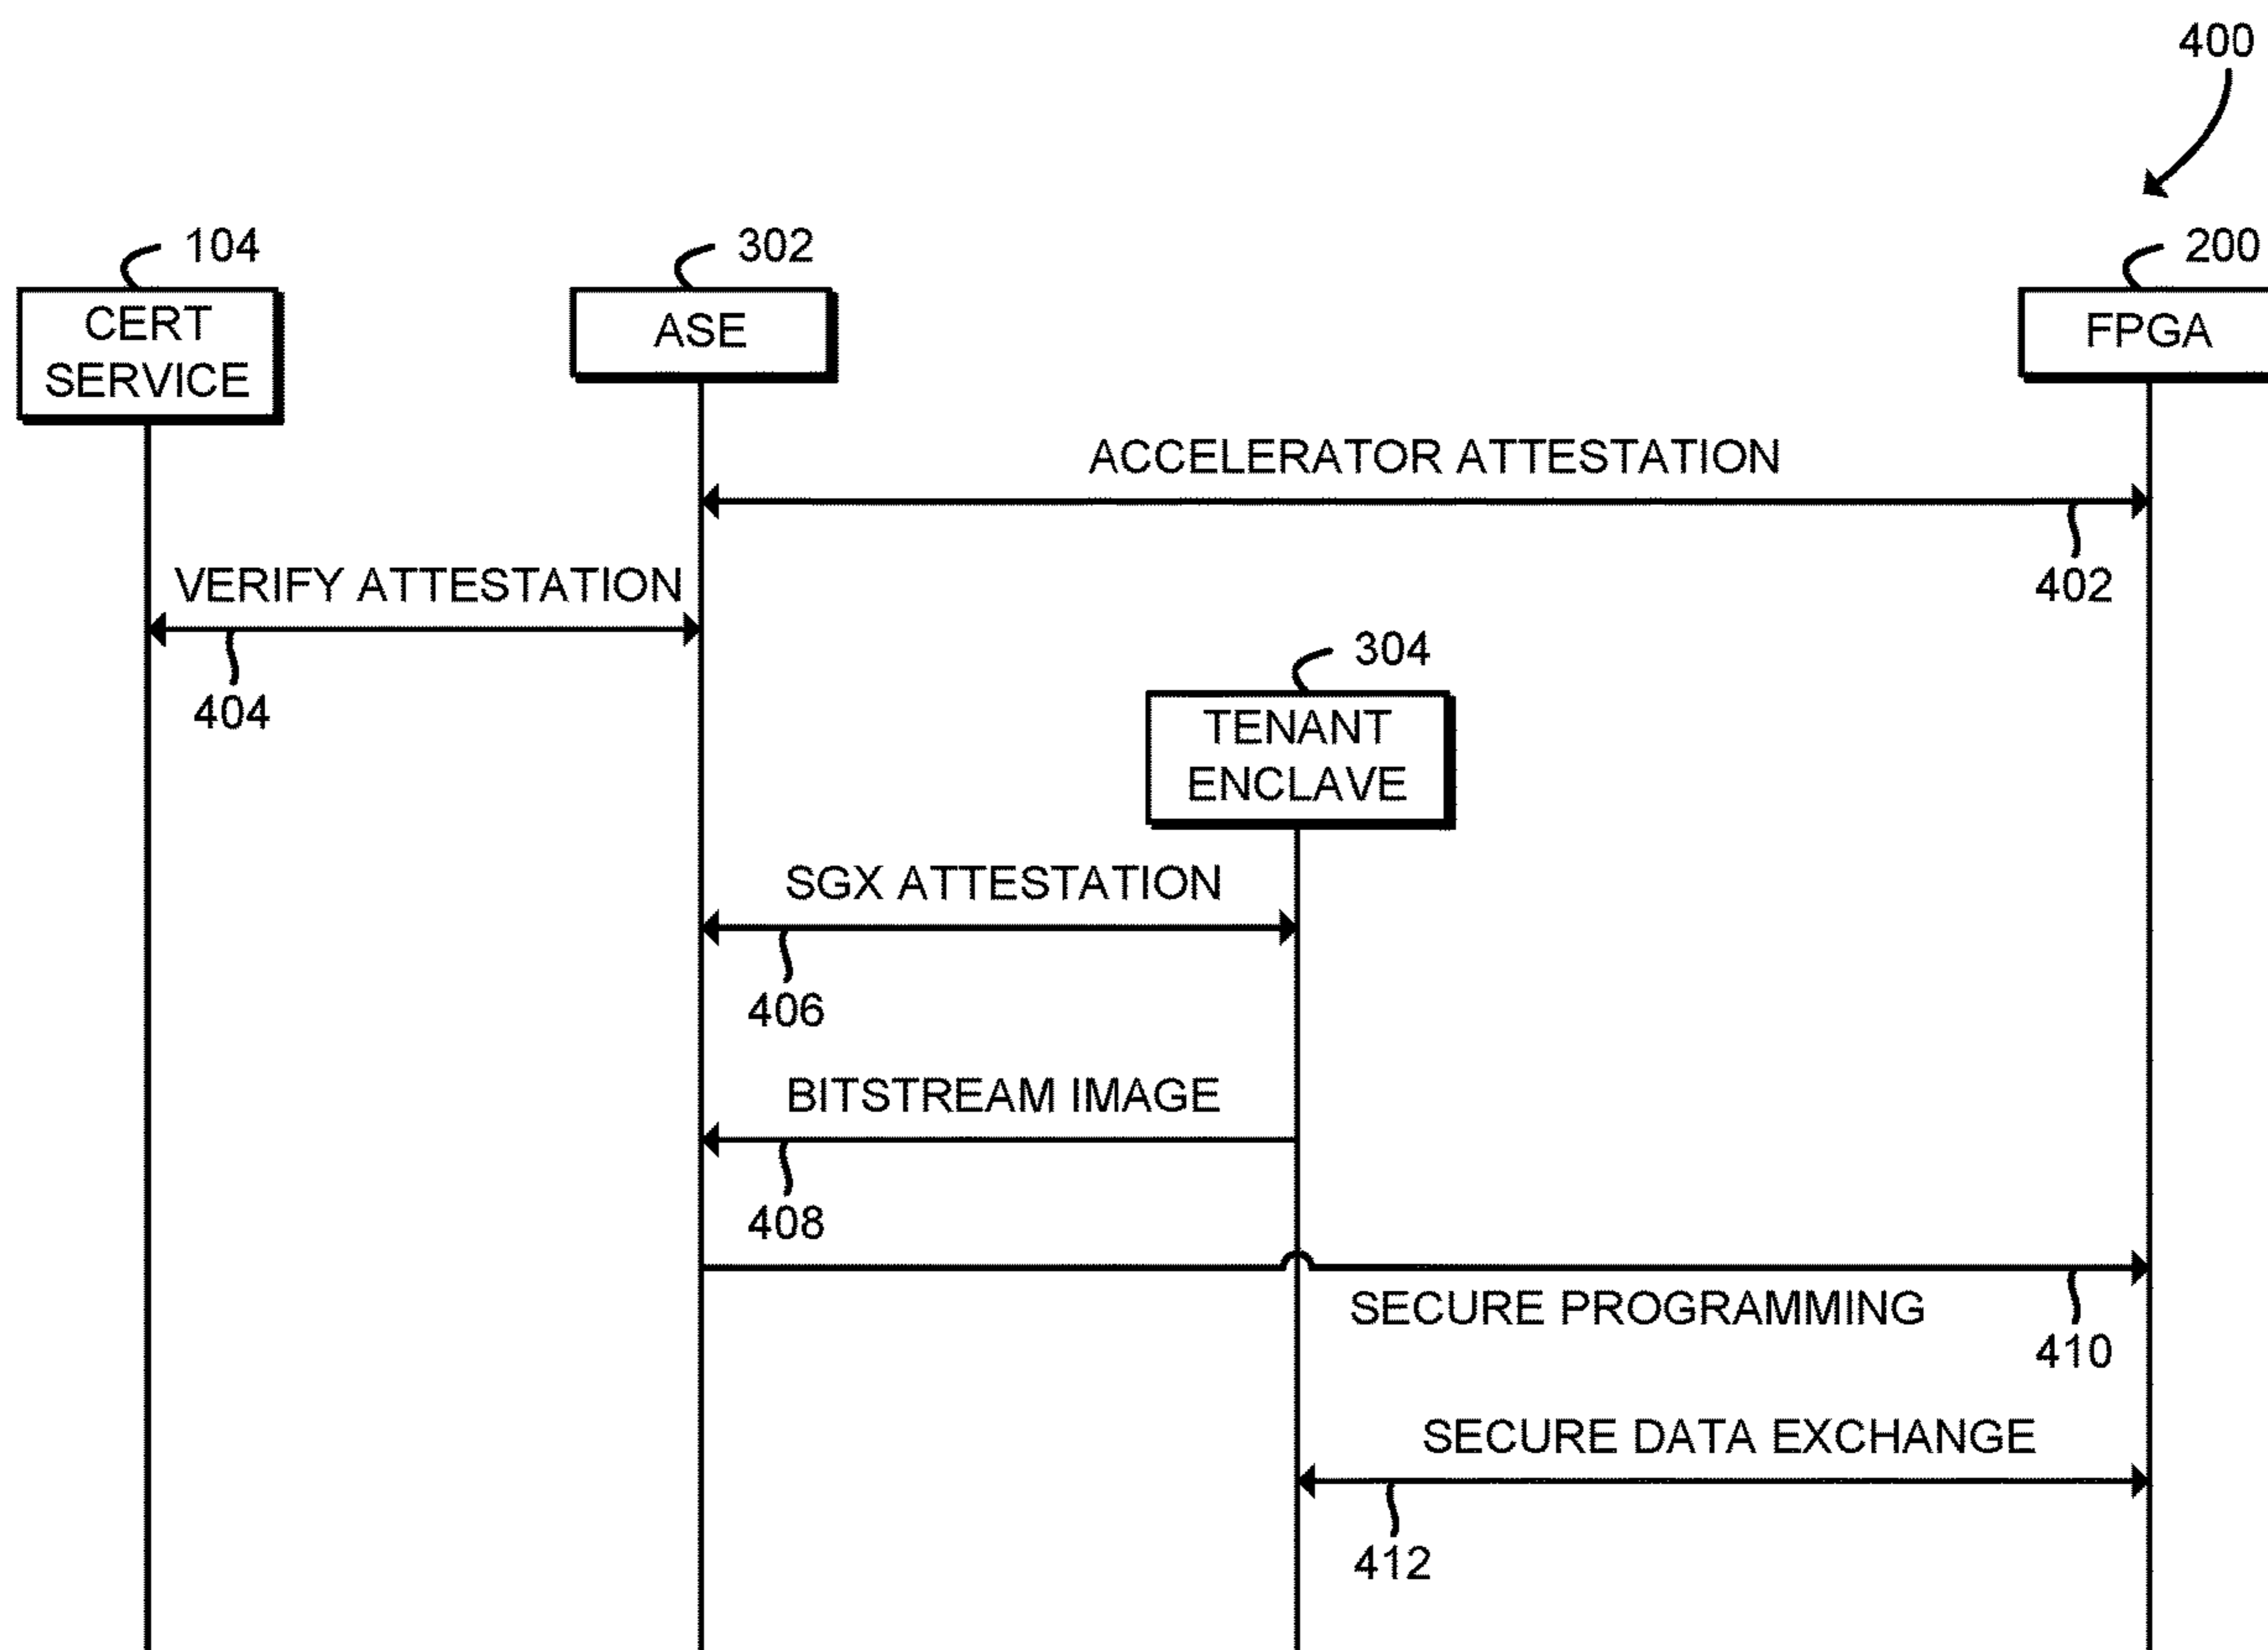 400
104
302
200
CERT
SERVICE
ASE
FPGA
ACCELERATOR ATTESTATION
402
VERIFY ATTESTATION
404
304
TENANT
ENCLAVE
SGX ATTESTATION
406
BITSTREAM IMAGE
408
SECURE PROGRAMMING
410
SECURE DATA EXCHANGE
412